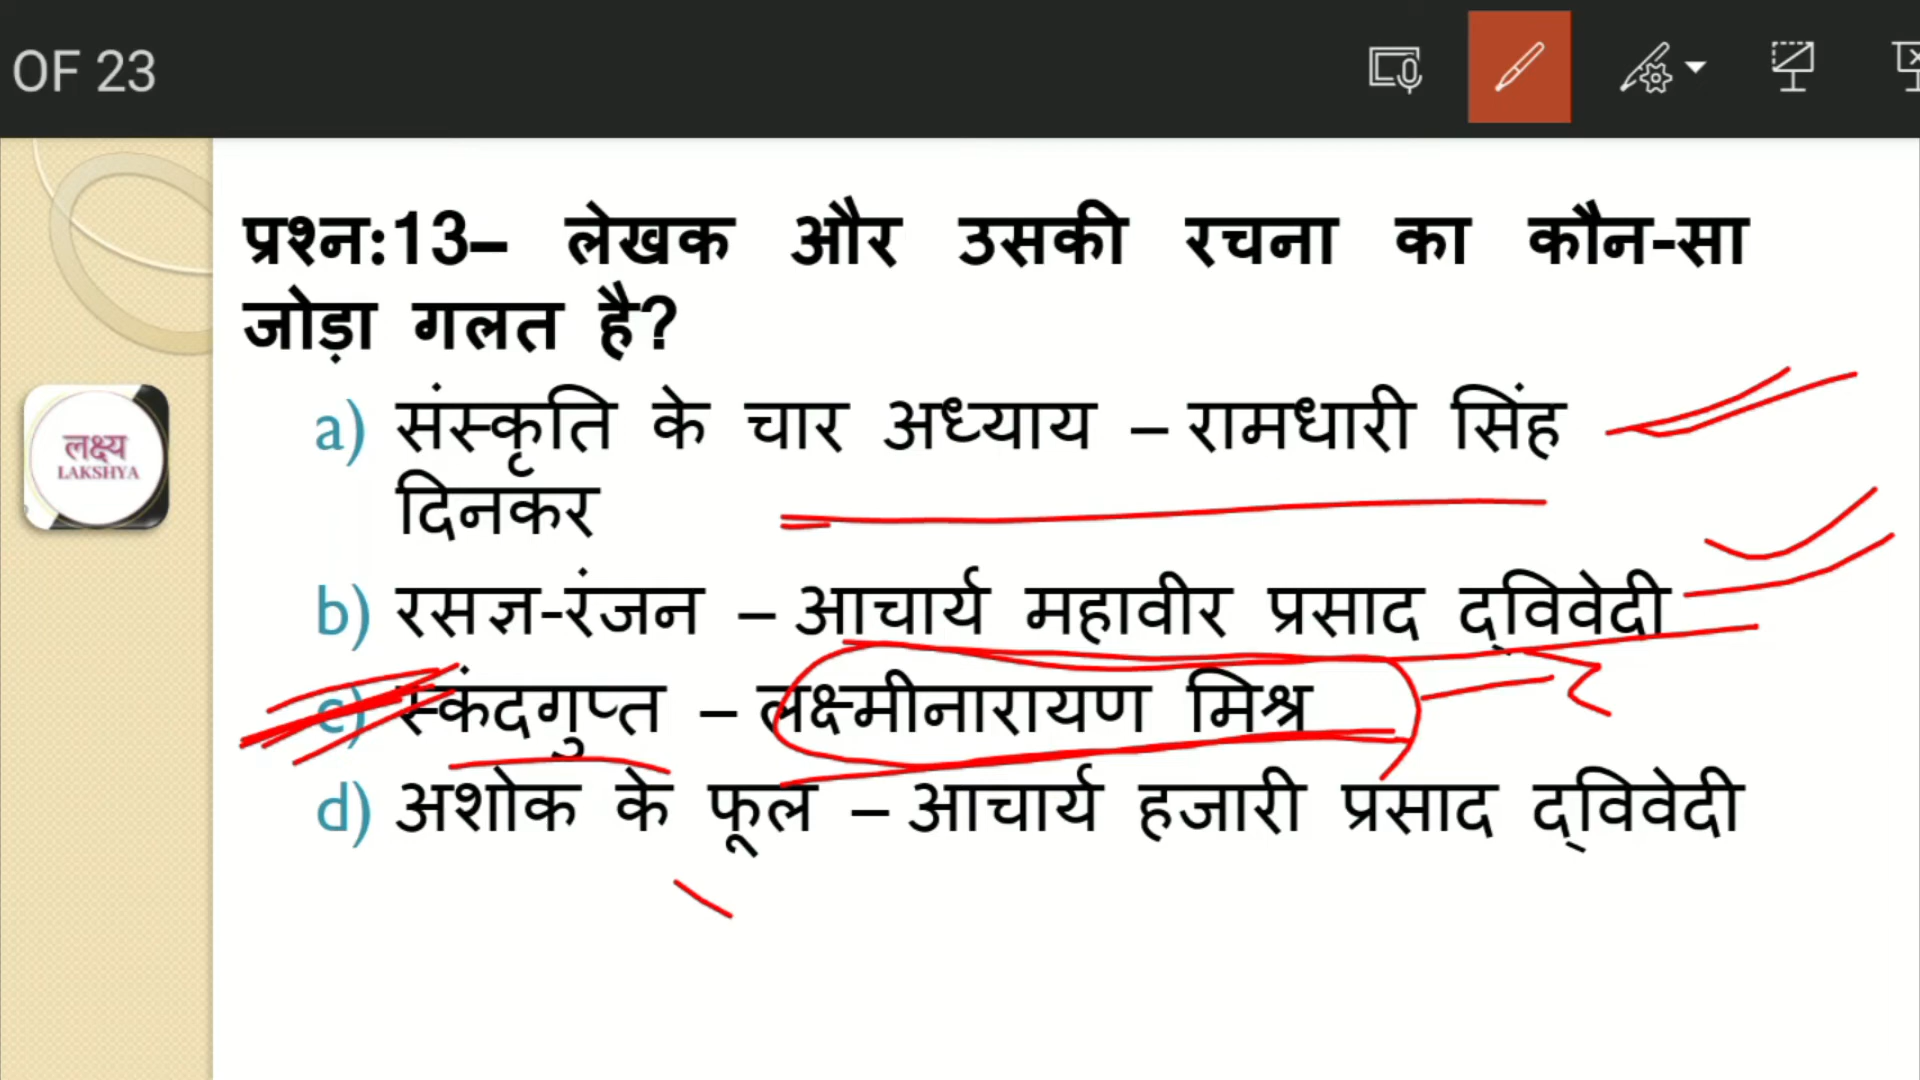 OF 23
प्रश्न:13– लेखक और उसकी रचना का कौन-सा
जोड़ा गलत है?
a) संस्कृति के चार अध्याय – रामधारी सिंह
दिनकर
लक्ष्य
LAKSHYA
b) रसज्ञ-रंजन – आचार्य महावीर प्रसाद द्विवेदी
c) स्कंदगुप्त – लक्ष्मीनारायण मिश्र
d) अशोक के फूल – आचार्य हजारी प्रसाद द्विवेदी